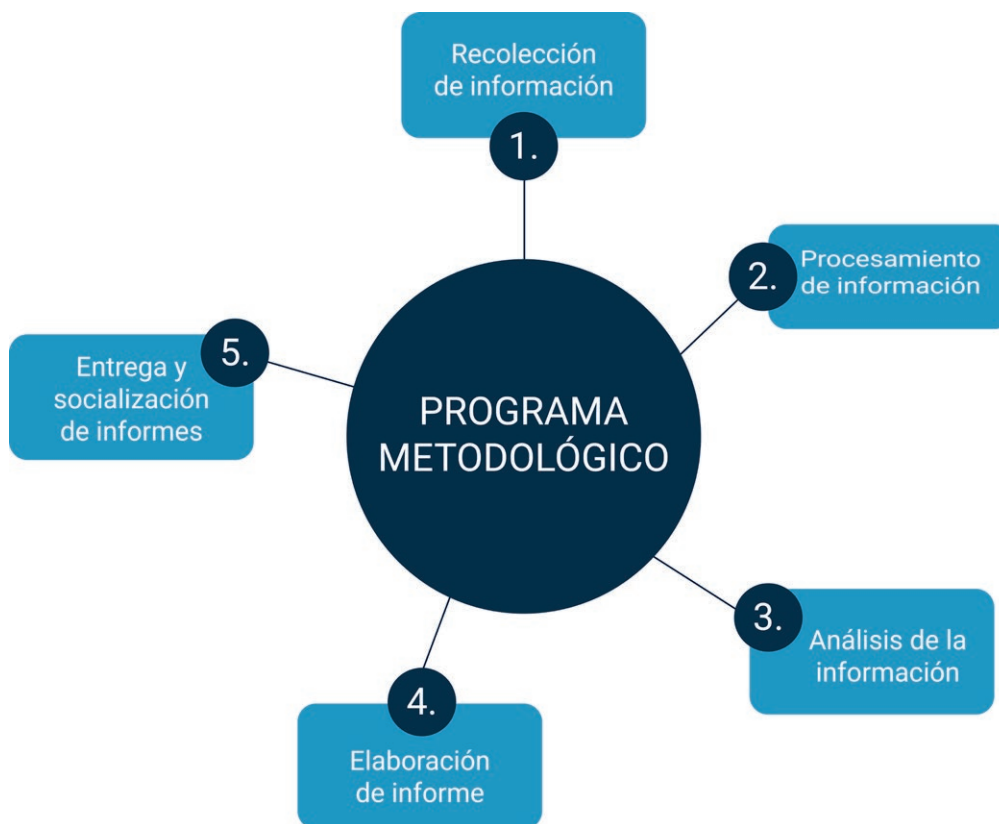 Recolección
de información
1.
2.
Procesamiento
de información
5.
Entrega y
socialización
de informes
PROGRAMA
METODOLÓGICO
3.
Análisis de la
información
4.
Elaboración
de informe